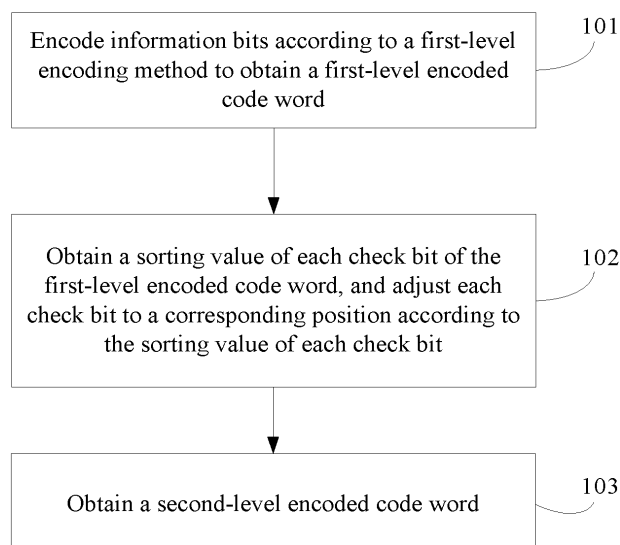 101
Encode information bits according to a first-level
encoding method to obtain a first-level encoded
code word
102
Obtain a sorting value of each check bit of the
first-level encoded code word, and adjust each
check bit to a corresponding position according to
the sorting value of each check bit
103
Obtain a second-level encoded code word